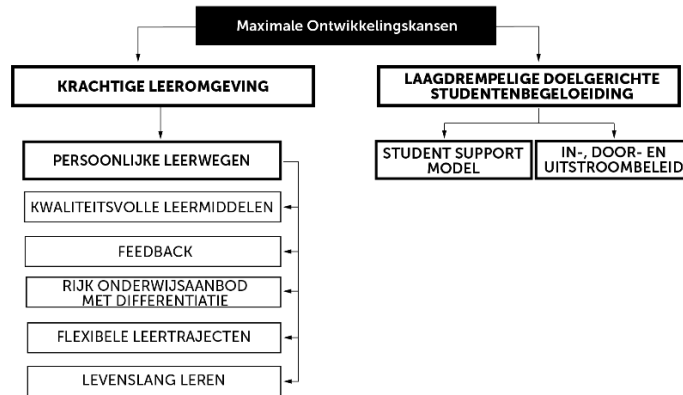 Maximale Ontwikkelingskansen
KRACHTIGE LEEROMGEVING
LAAGDREMPELIGE DOELGERICHTE
STUDENTENBEGELOEIDING
PERSOONLIJKE LEERWEGEN
STUDENT SUPPORT
MODEL
IN-, DOOR- EN
UITSTROOMBELEID
KWALITEITSVOLLE LEERMIDDELEN
FEEDBACK
RIJK ONDERWIJSAANBOD
MET DIFFERENTIATIE
FLEXIBELE LEERTRAJECTEN
LEVENSLANG LEREN